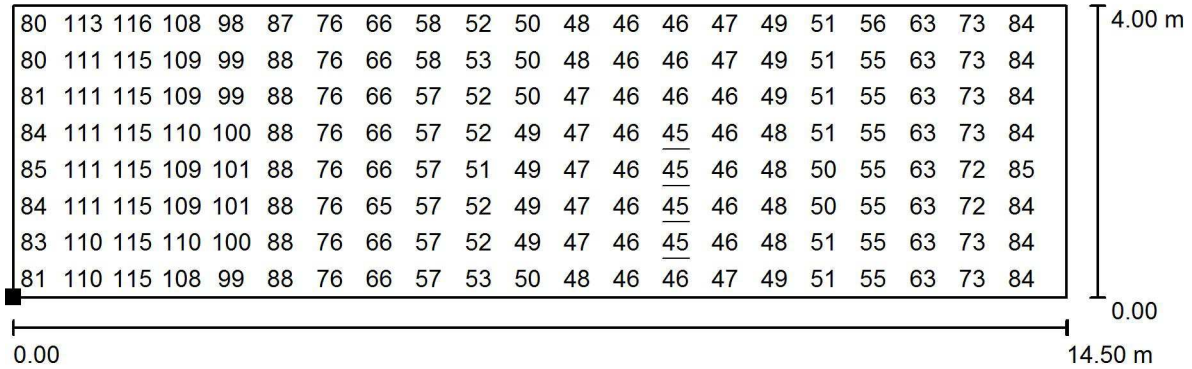 80 113 116 108 98 87 76 66 58 52 50 48 46 46 47 49 51 56 63 73 84 4.00 m
80 111 115 109 99 88 76 66 58 53 50 48 46 46 47 49 51 55 63 73 84
81 111 115 109 99 88 76 66 57 52 50 47 46 46 46 49 51 55 63 73 84
84 111 115 110 100 88 76 66 57 52 49 47 46 45 46 48 51 55 63 73 84
85 111 115 109 101 88 76 66 57 51 49 47 46 45 46 48 50 55 63 72 85
84 111 115 109 101 88 76 65 57 52 49 47 46 45 46 48 50 55 63 72 84
83 110 115 110 100 88 76 66 57 52 49 47 46 45 46 48 51 55 63 73 84
81 110 115 108 99 88 76 66 57 53 50 48 46 46 47 49 51 55 63 73 84
0.00
0.00 14.50 m